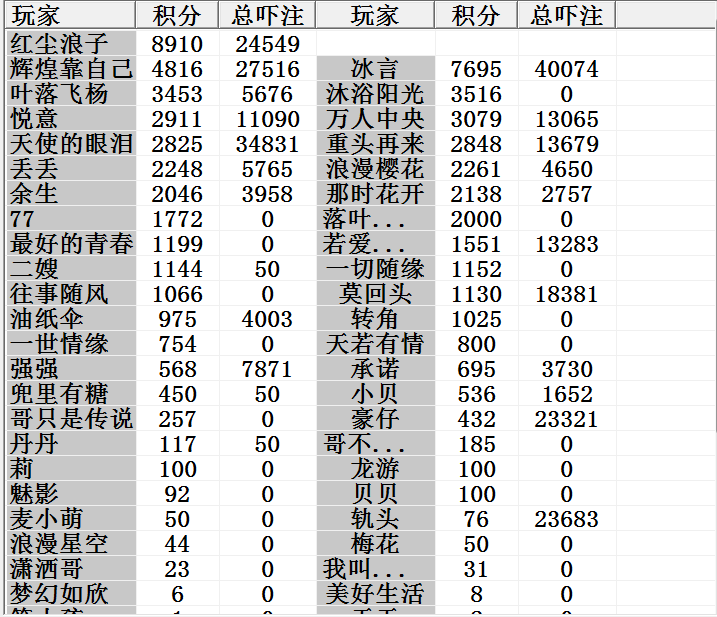 玩家 积分 总吓注 玩家 积分 总吓注
红尘浪子 8910 24549
辉煌靠自己 4816 27516 冰言 7695 40074
叶落飞杨 3453 5676 沐浴阳光 3516 0
悦意 2911 11090 万人中央 3079 13065
天使的眼泪 2825 34831 重头再来 2848 13679
丢丢 2248 5765 浪漫樱花 2261 4650
余生 2046 3958 那时花开 2138 2757
77 1772 0 落叶... 2000 0
最好的青春 1199 0 若爱... 1551 13283
二嫂 1144 50 一切随缘 1152 0
往事随风 1066 0 莫回头 1130 18381
油纸伞 975 4003 转角 1025 0
一世情缘 754 0 天若有情 800 0
强强 568 7871 承诺 695 3730
兜里有糖 450 50 小贝 536 1652
哥只是传说 257 0 豪仔 432 23321
丹丹 117 50 哥不... 185 0
莉 100 0 龙游 100 0
魅影 92 0 贝贝 100 0
麦小萌 50 0 轨头 76 23683
浪漫星空 44 0 梅花 50 0
潇洒哥 23 0 我叫... 31 0
梦幻如欣 6 0 美好生活 8 0